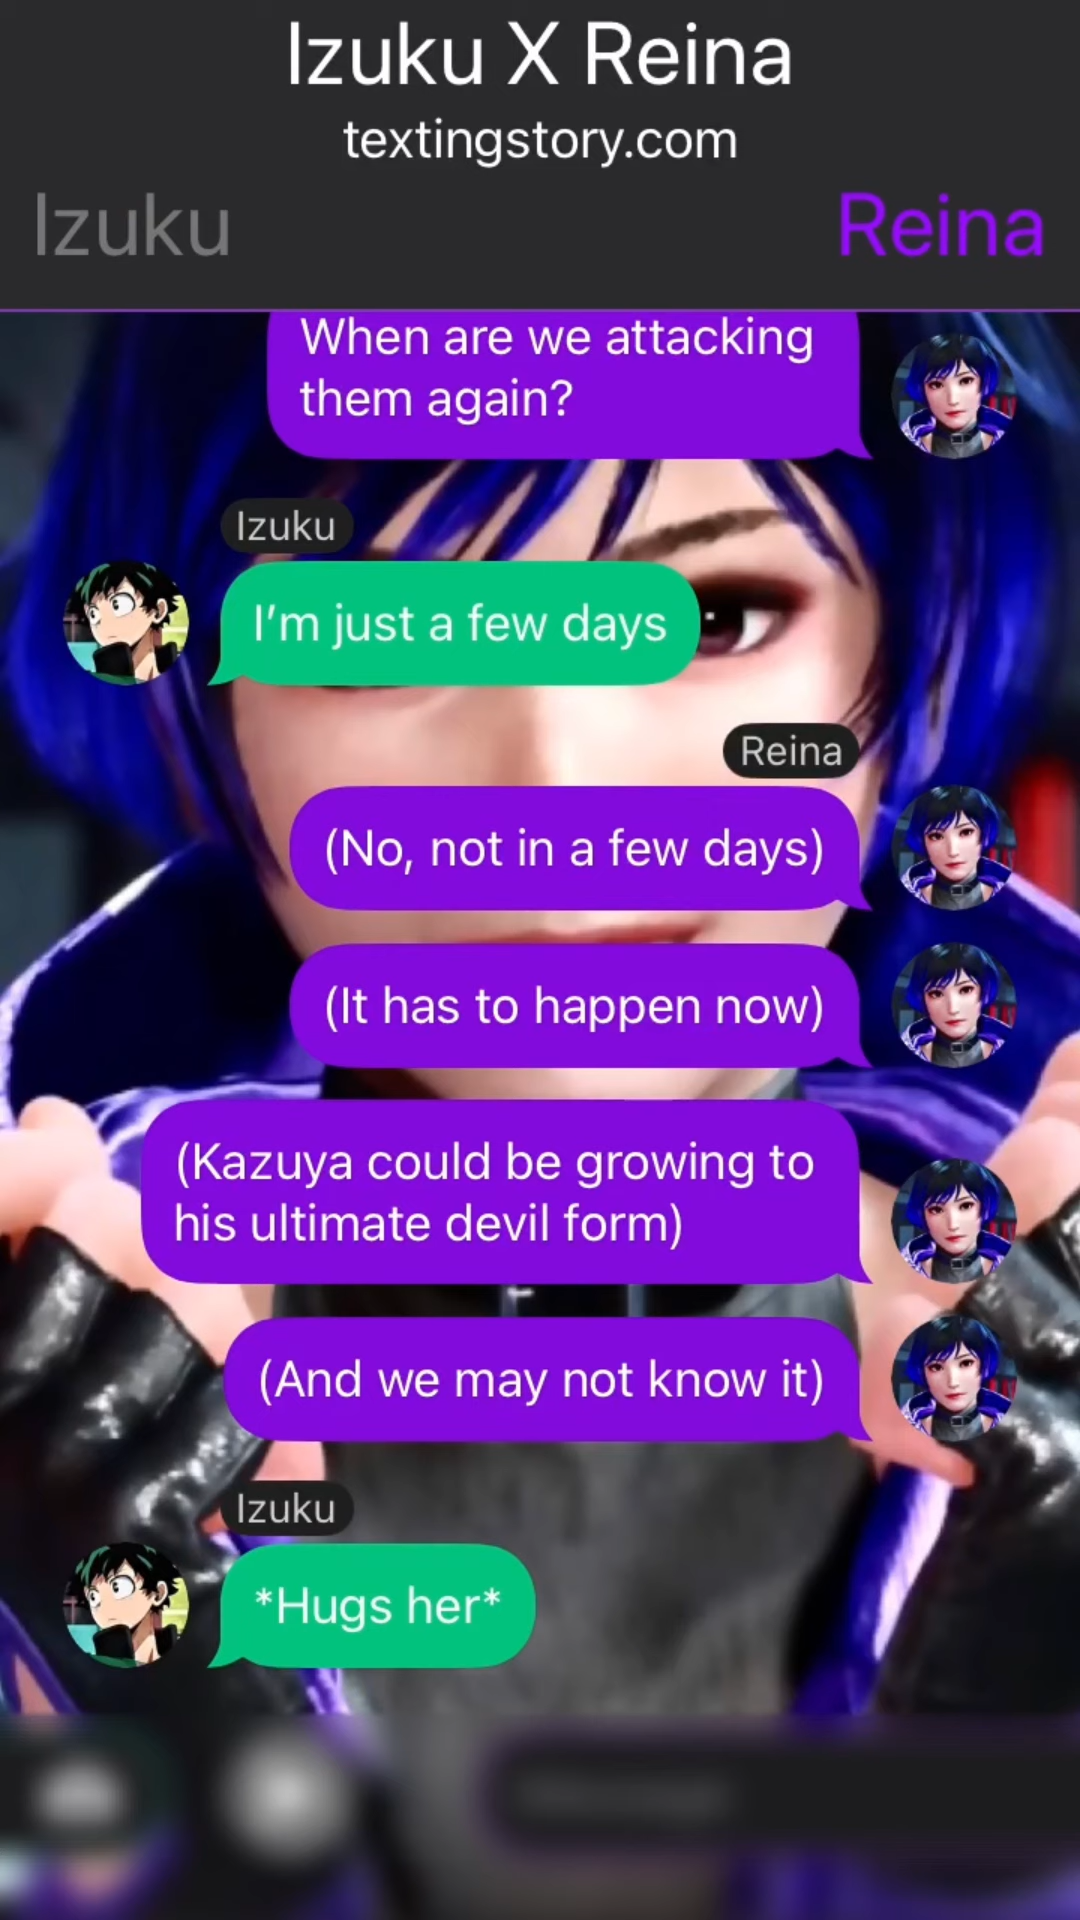 Izuku X Reina
textingstory.com
Izuku
Reina
When are we attacking
them again?
Izuku
I’m just a few days
Reina
(No, not in a few days)
(It has to happen now)
(Kazuya could be growing to
his ultimate devil form)
(And we may not know it)
Izuku
*Hugs her*